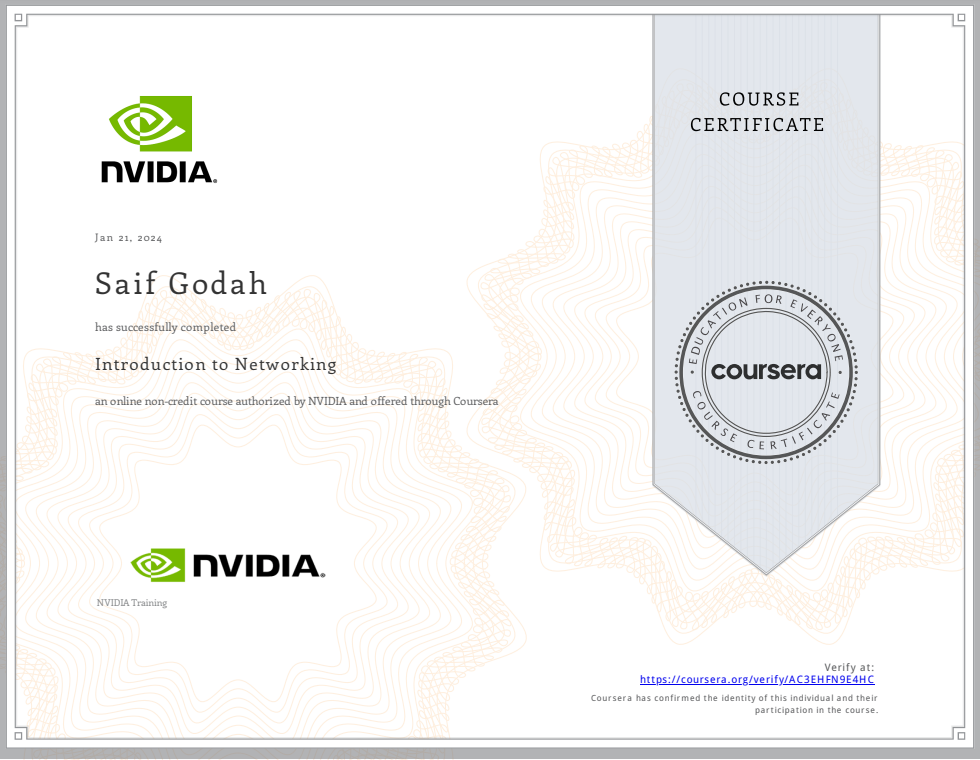 NVIDIA.
COURSE
CERTIFICATE
Jan 21, 2024
Saif Godah
has successfully completed
Introduction to Networking
an online non-credit course authorized by NVIDIA and offered through Coursera
EDUCATION FOR EVERYONE
coursera
COURSE CERTIFICATE
NVIDIA.
NVIDIA Training
Verify at:
https://coursera.org/verify/AC3EHFN9E4HC
Coursera has confirmed the identity of this individual and their
participation in the course.